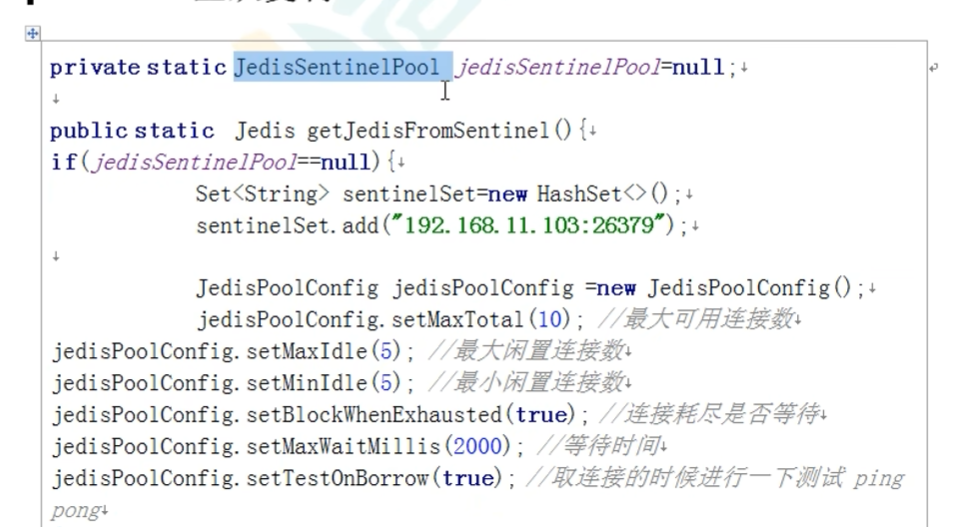 private static JedisSentinelPool jedisSentinelPool=null;↓
↓
public static  Jedis getJedisFromSentinel(){↓
if(jedisSentinelPool==null){↓
Set<String> sentinelSet=new HashSet<>();↓
sentinelSet.add("192.168.11.103:26379");↓
↓
JedisPoolConfig jedisPoolConfig =new JedisPoolConfig();↓
jedisPoolConfig.setMaxTotal(10); //最大可用连接数↓
jedisPoolConfig.setMaxIdle(5); //最大闲置连接数↓
jedisPoolConfig.setMinIdle(5); //最小闲置连接数↓
jedisPoolConfig.setBlockWhenExhausted(true); //连接耗尽是否等待↓
jedisPoolConfig.setMaxWaitMillis(2000); //等待时间↓
jedisPoolConfig.setTestOnBorrow(true); //取连接的时候进行一下测试 ping
pong↓